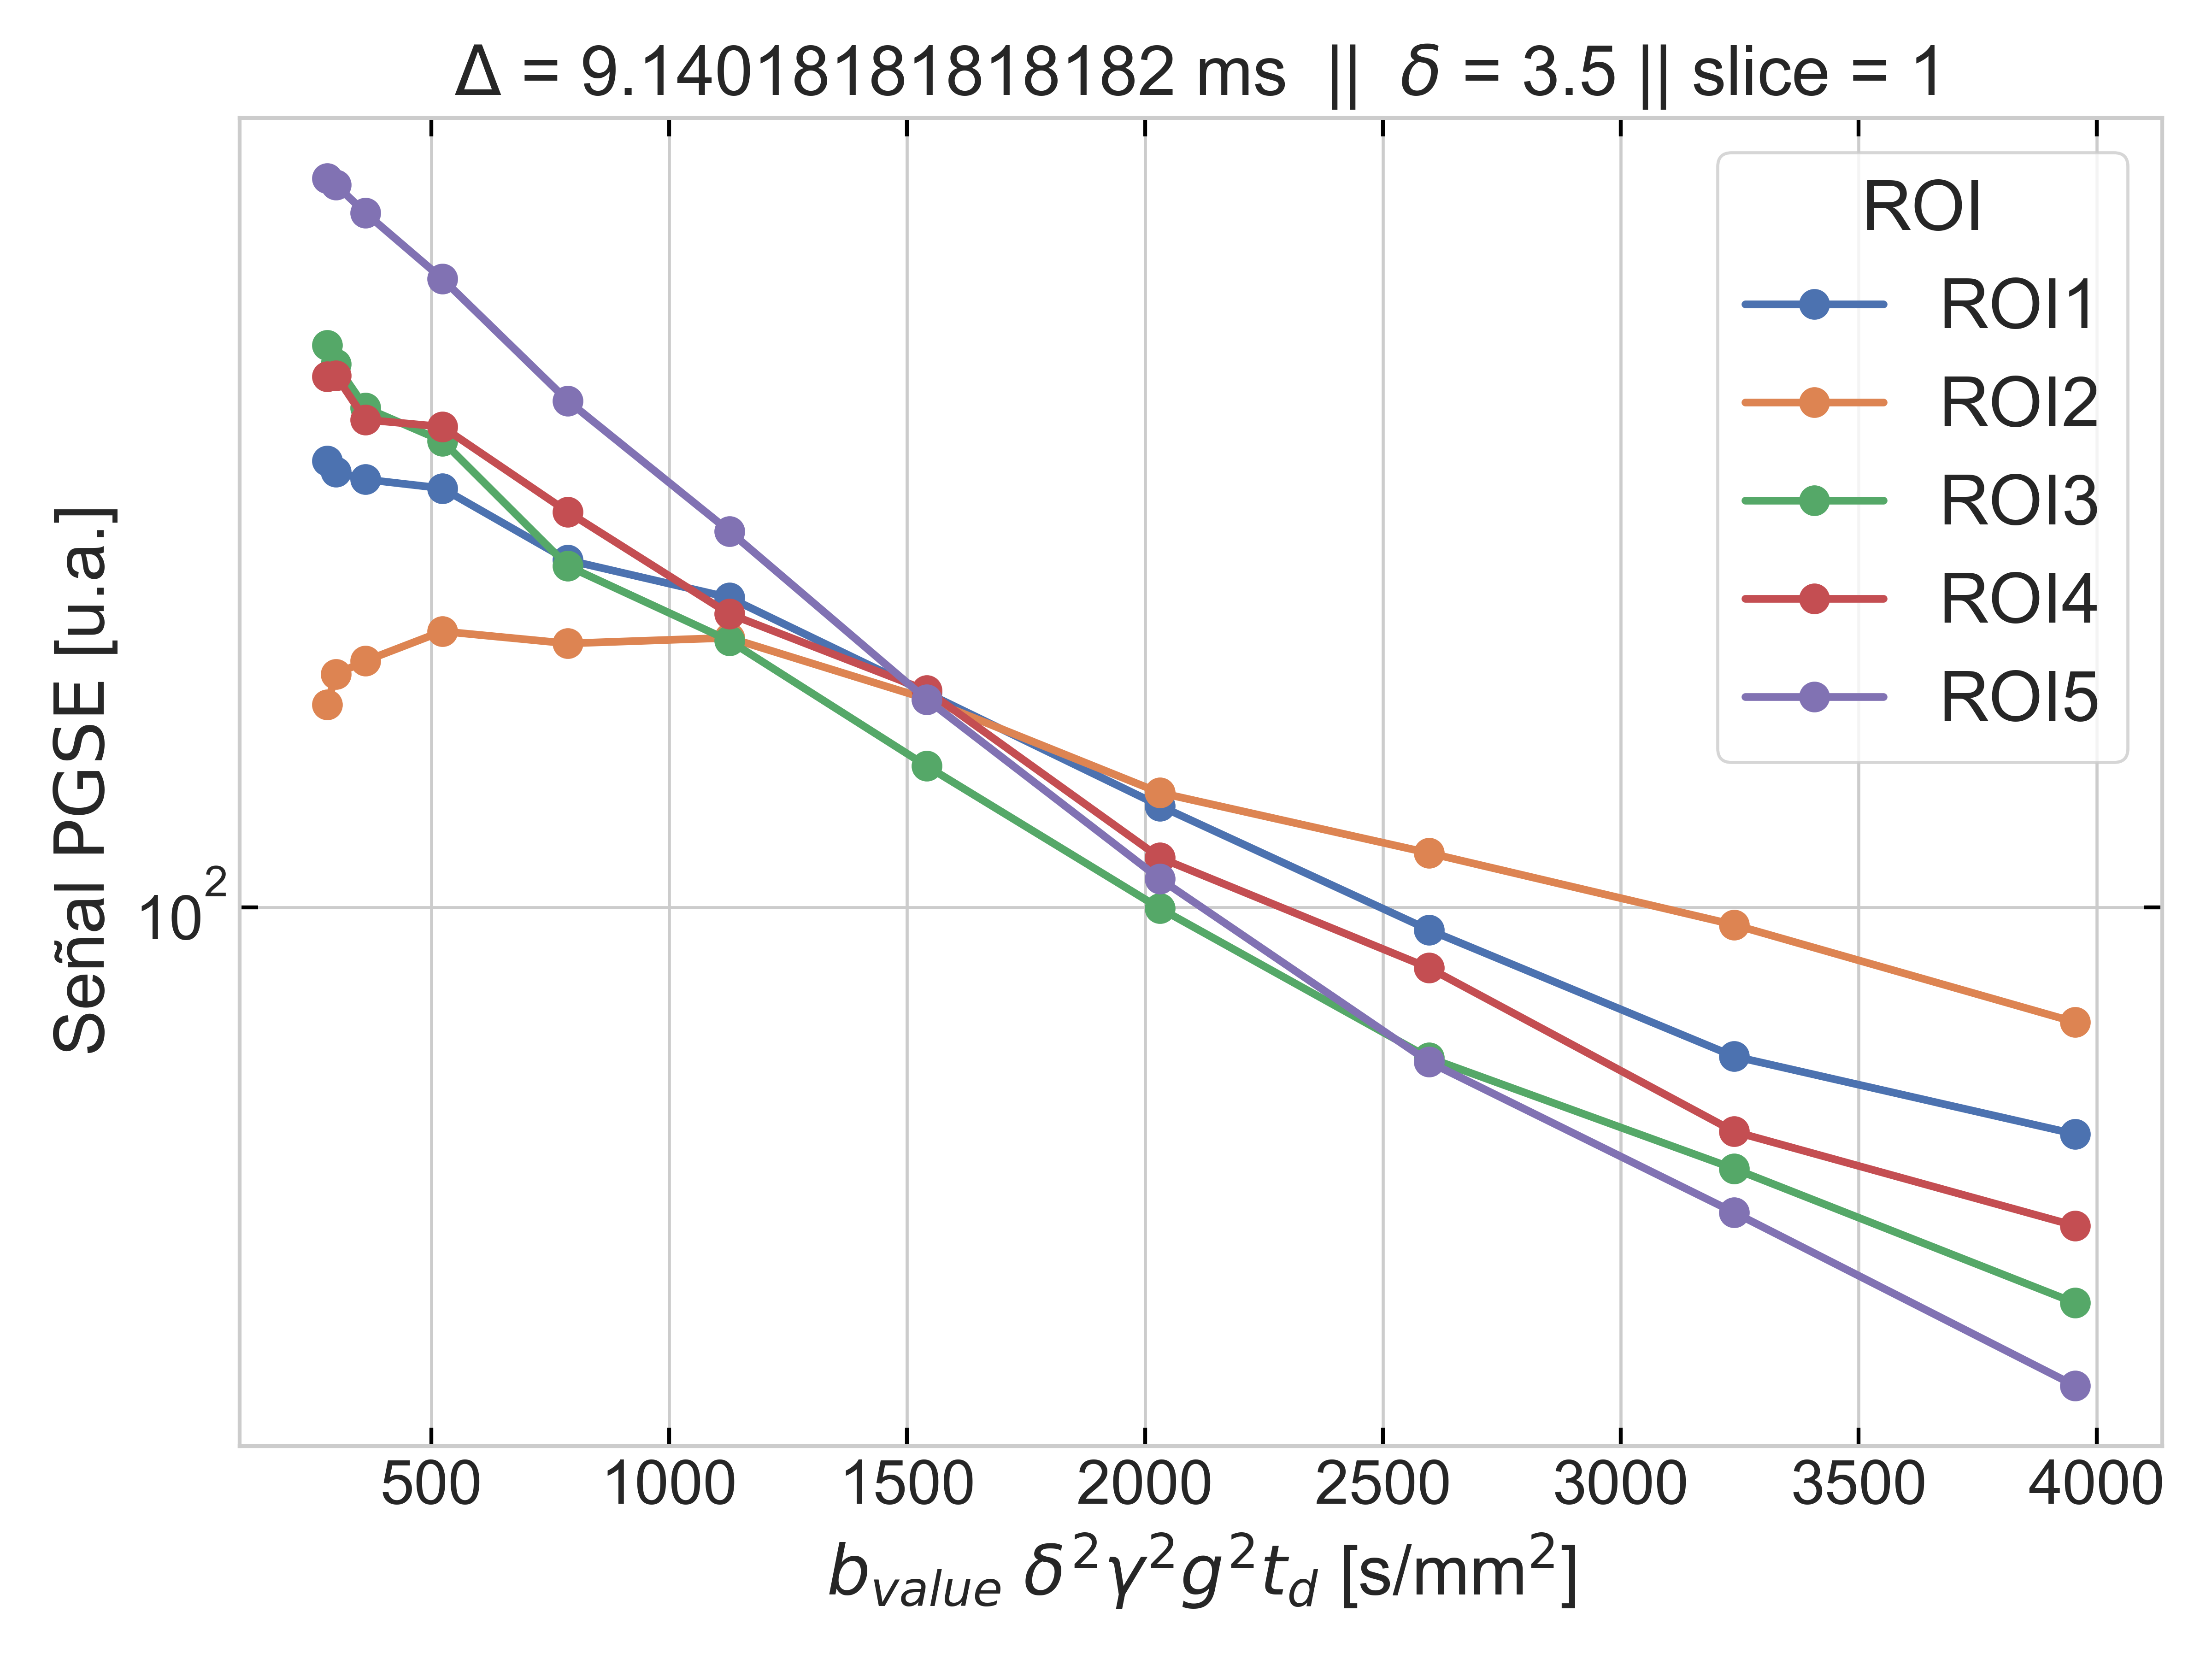 Δ = 9.14018181818182 ms || δ = 3.5 || slice = 1
Señal PGSE [u.a.]
10²
ROI
ROI1
ROI2
ROI3
ROI4
ROI5
500 1000 1500 2000 2500 3000 3500 4000
b_value δ²γ²g²t_d [s/mm²]